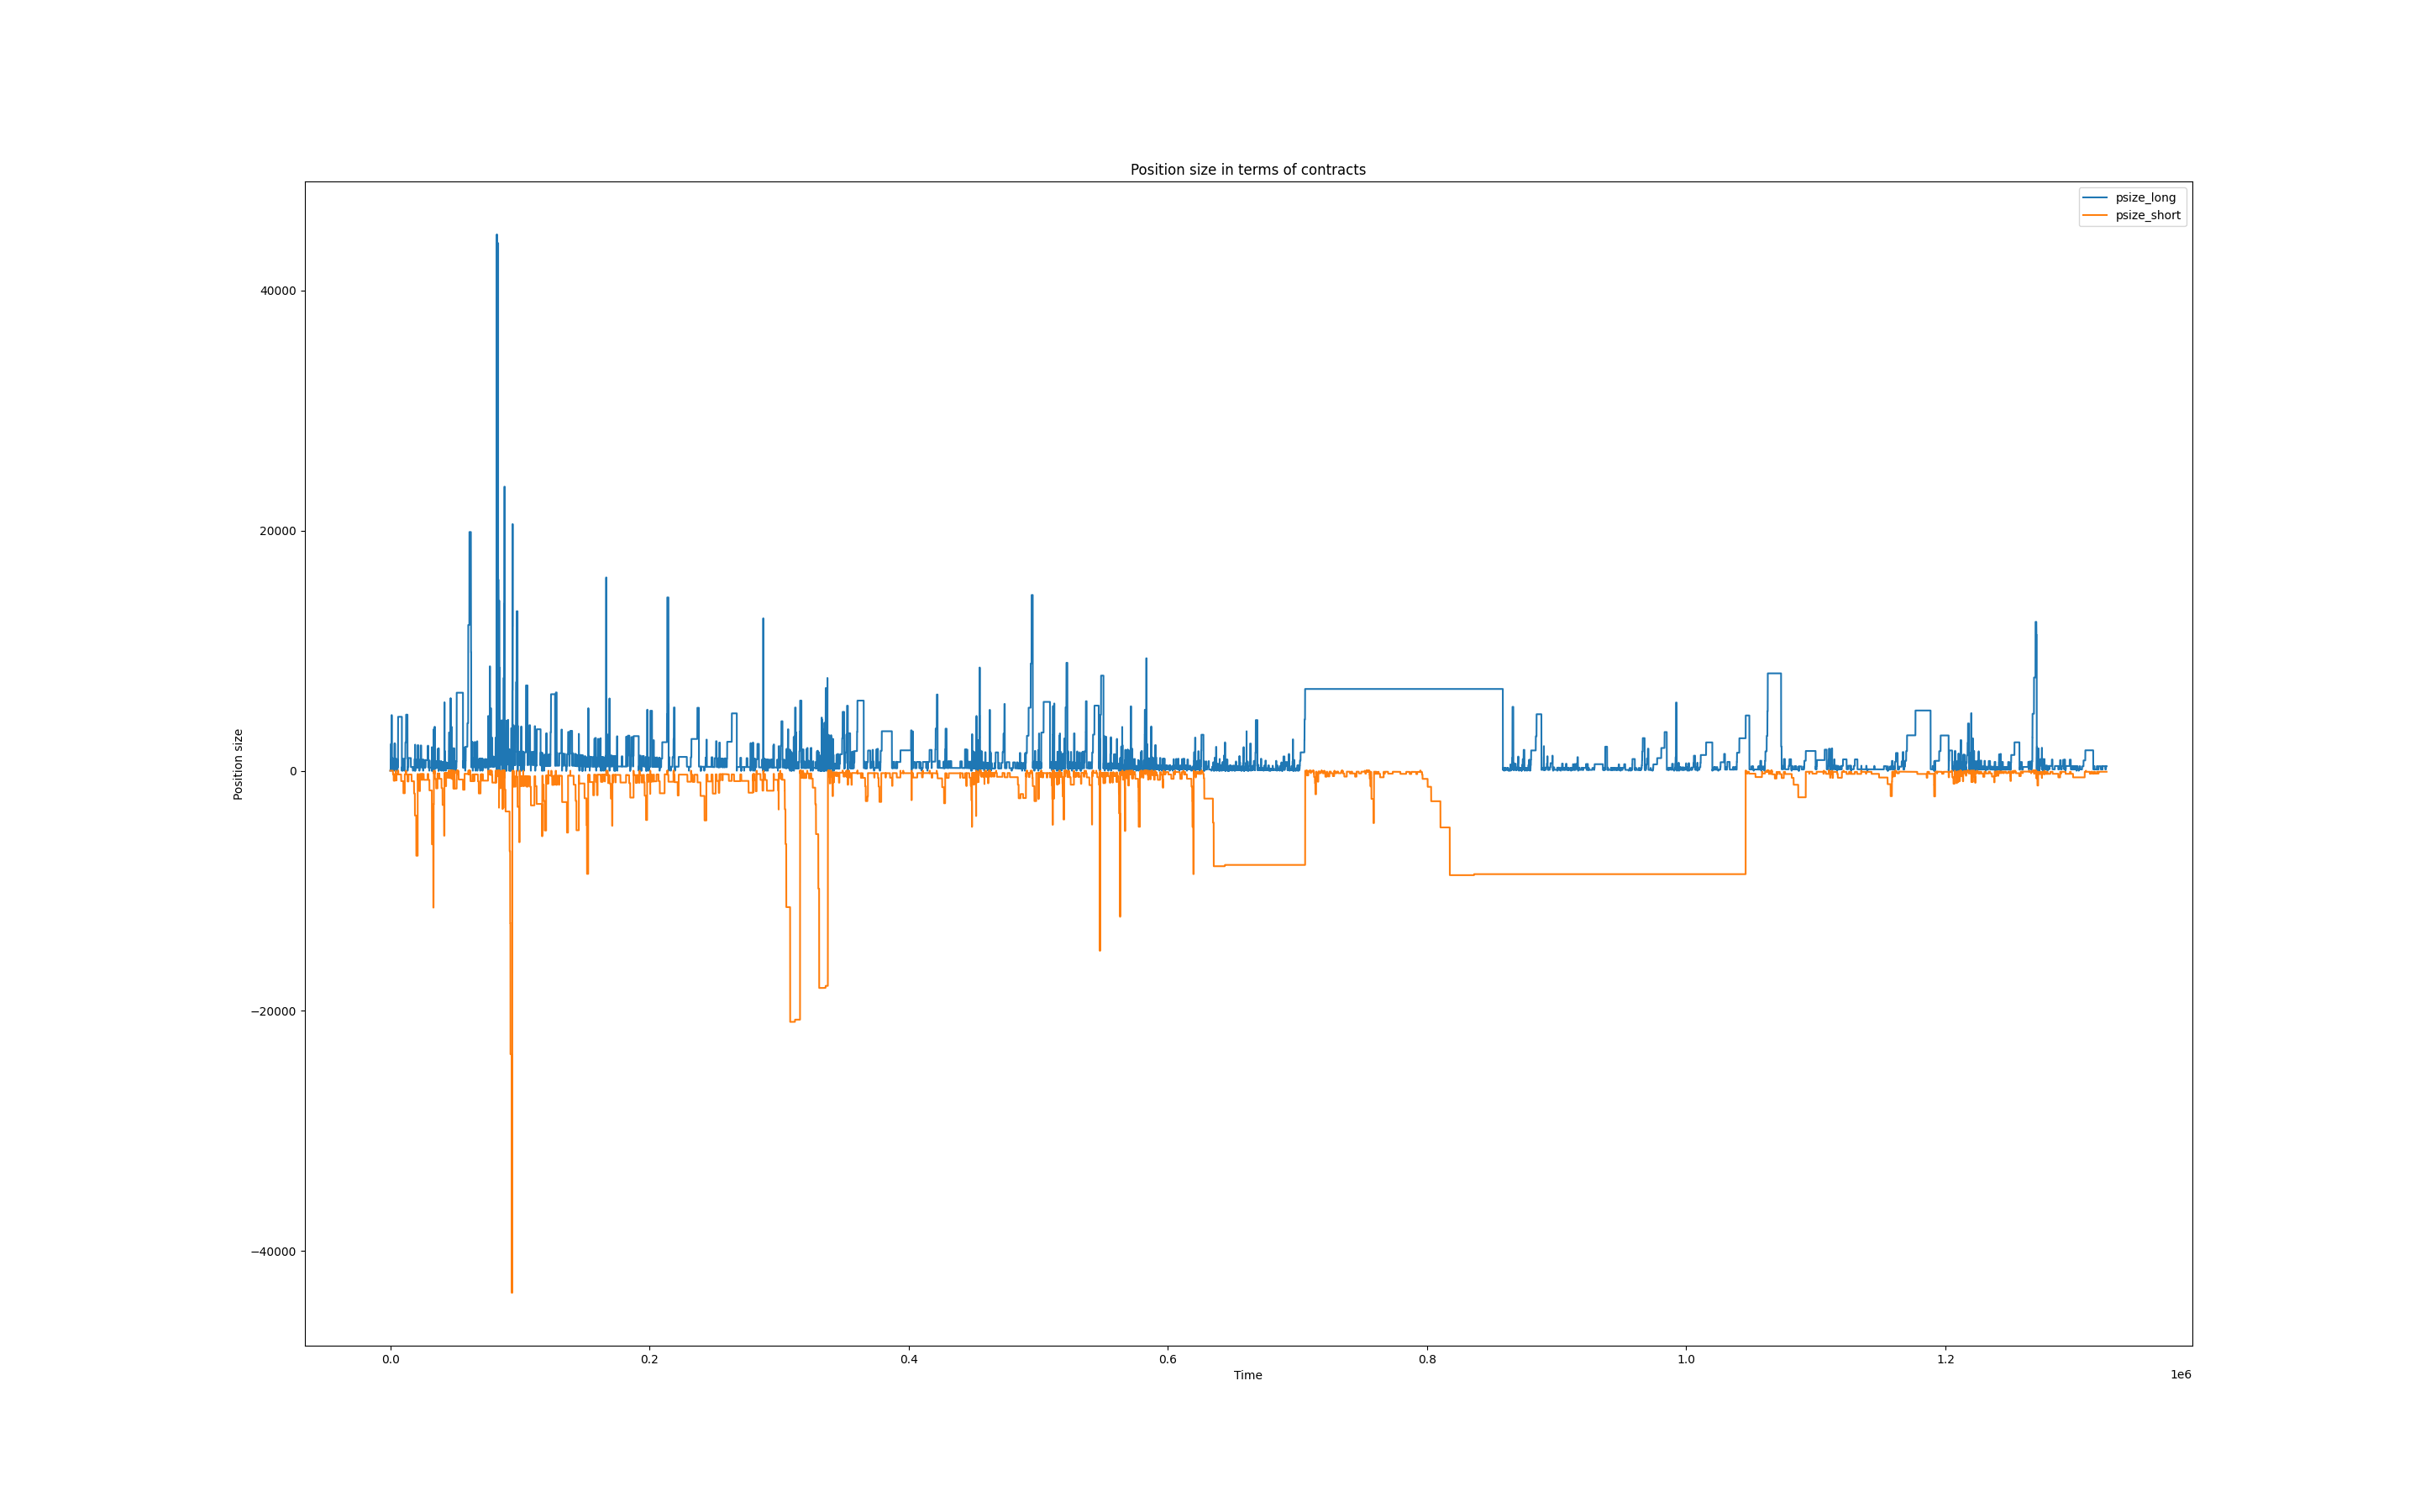 Position size in terms of contracts
psize_long
psize_short
Position size
40000
20000
0
−20000
−40000
0.0
0.2
0.4
0.6
0.8
1.0
1.2
1e6
Time